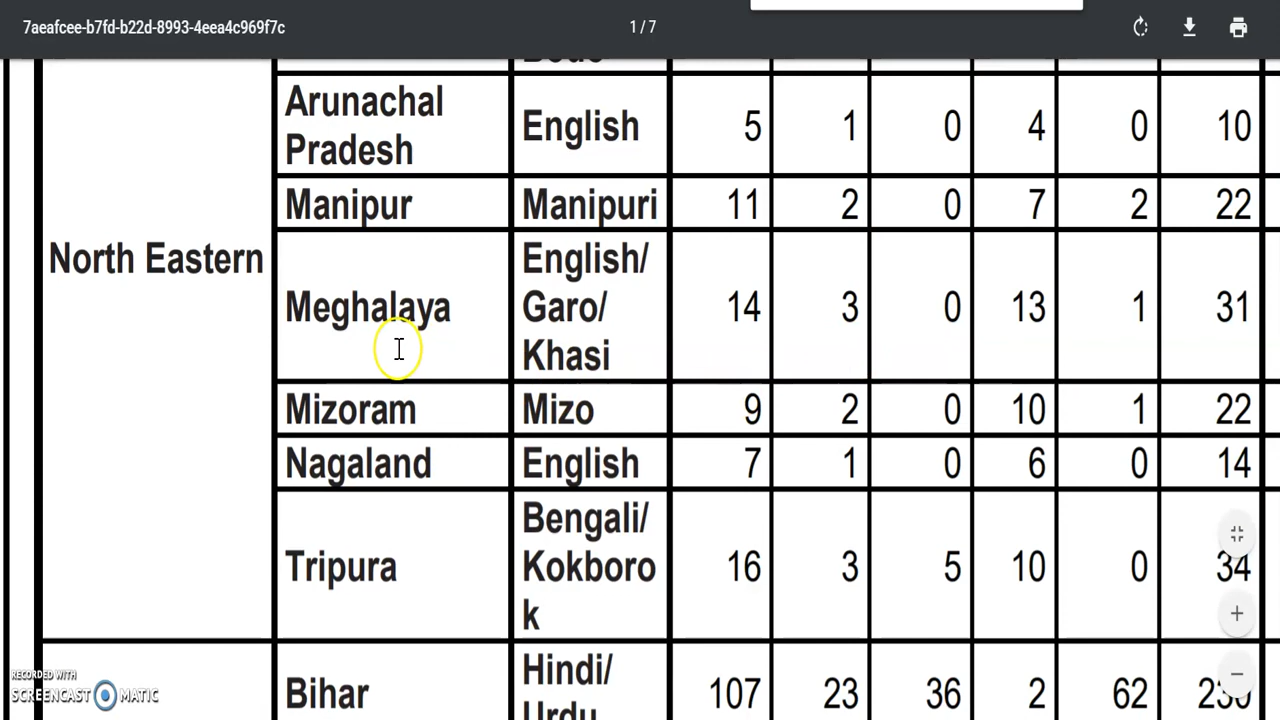 7aeafcee-b7fd-b22d-8993-4eea4c969f7c 1 / 7
North Eastern
Arunachal Pradesh English 5 1 0 4 0 10
Manipur Manipuri 11 2 0 7 2 22
Meghalaya English/ Garo/ Khasi 14 3 0 13 1 31
Mizoram Mizo 9 2 0 10 1 22
Nagaland English 7 1 0 6 0 14
Tripura Bengali/ Kokboro k 16 3 5 10 0 34
Bihar Hindi/ Urdu 107 23 36 2 62
RECORDED WITH
SCREENCAST MATIC